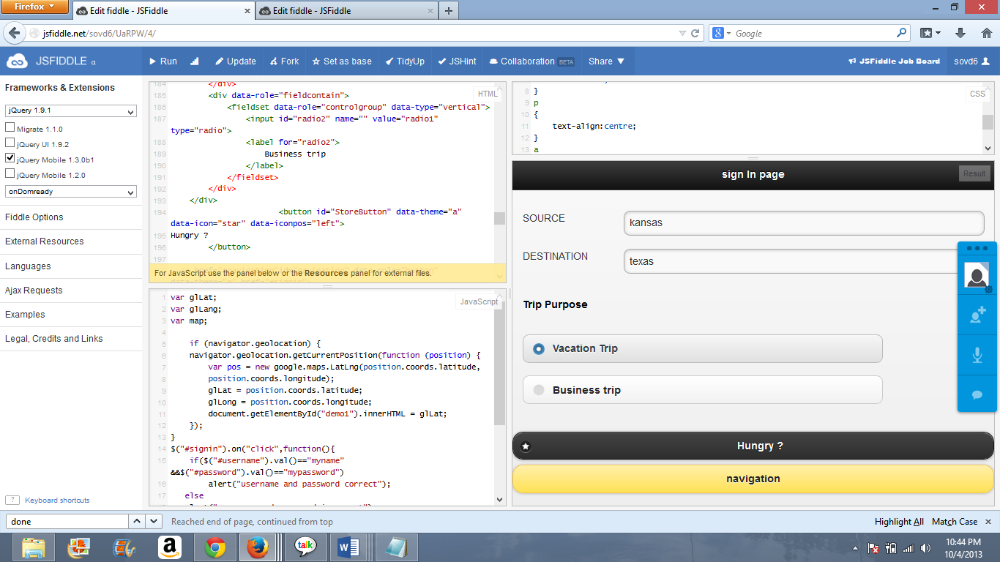 Firefox
Edit fiddle - JSFiddle
Edit fiddle - JSFiddle
jsfiddle.net/sovd6/UaRPW/4/
Google
JSFIDDLE α
Run
Update
Fork
Set as base
TidyUp
JSHint
Collaboration BETA
Share
JSFiddle Job Board
sovd6
Frameworks & Extensions
jQuery 1.9.1
Migrate 1.1.0
jQuery UI 1.9.2
jQuery Mobile 1.3.0b1
jQuery Mobile 1.2.0
onDomready
Fiddle Options
External Resources
Languages
Ajax Requests
Examples
Legal, Credits and Links
? Keyboard shortcuts
HTML
184 </div>
185 <div data-role="fieldcontain">
186 <fieldset data-role="controlgroup" data-type="vertical">
187 <input id="radio2" name="" value="radio1"
type="radio">
188 <label for="radio2">
189 Business trip
190 </label>
191 </fieldset>
192 </div>
193 </div>
194 <button id="StoreButton" data-theme="a"
data-icon="star" data-iconpos="left">
195 Hungry ?
196 </button>
197
For JavaScript use the panel below or the Resources panel for external files.
JavaScript
1 var glLat;
2 var glLang;
3 var map;
4
5 if (navigator.geolocation) {
6 navigator.geolocation.getCurrentPosition(function (position) {
7 var pos = new google.maps.LatLng(position.coords.latitude,
8 position.coords.longitude);
9 glLat = position.coords.latitude;
10 glLong = position.coords.longitude;
11 document.getElementById("demo1").innerHTML = glLat;
12 });
13 }
14 $("#signin").on("click",function(){
15 if($("#username").val()=="myname"
&&$("#password").val()=="mypassword")
16 alert("username and password correct");
17 else
CSS
8 }
9 p
10 {
11 text-align:centre;
12 }
13 a
sign In page
Result
SOURCE
kansas
DESTINATION
texas
Trip Purpose
Vacation Trip
Business trip
Hungry ?
navigation
done
Reached end of page, continued from top
Highlight All
Match Case
talk
10:44 PM
10/4/2013